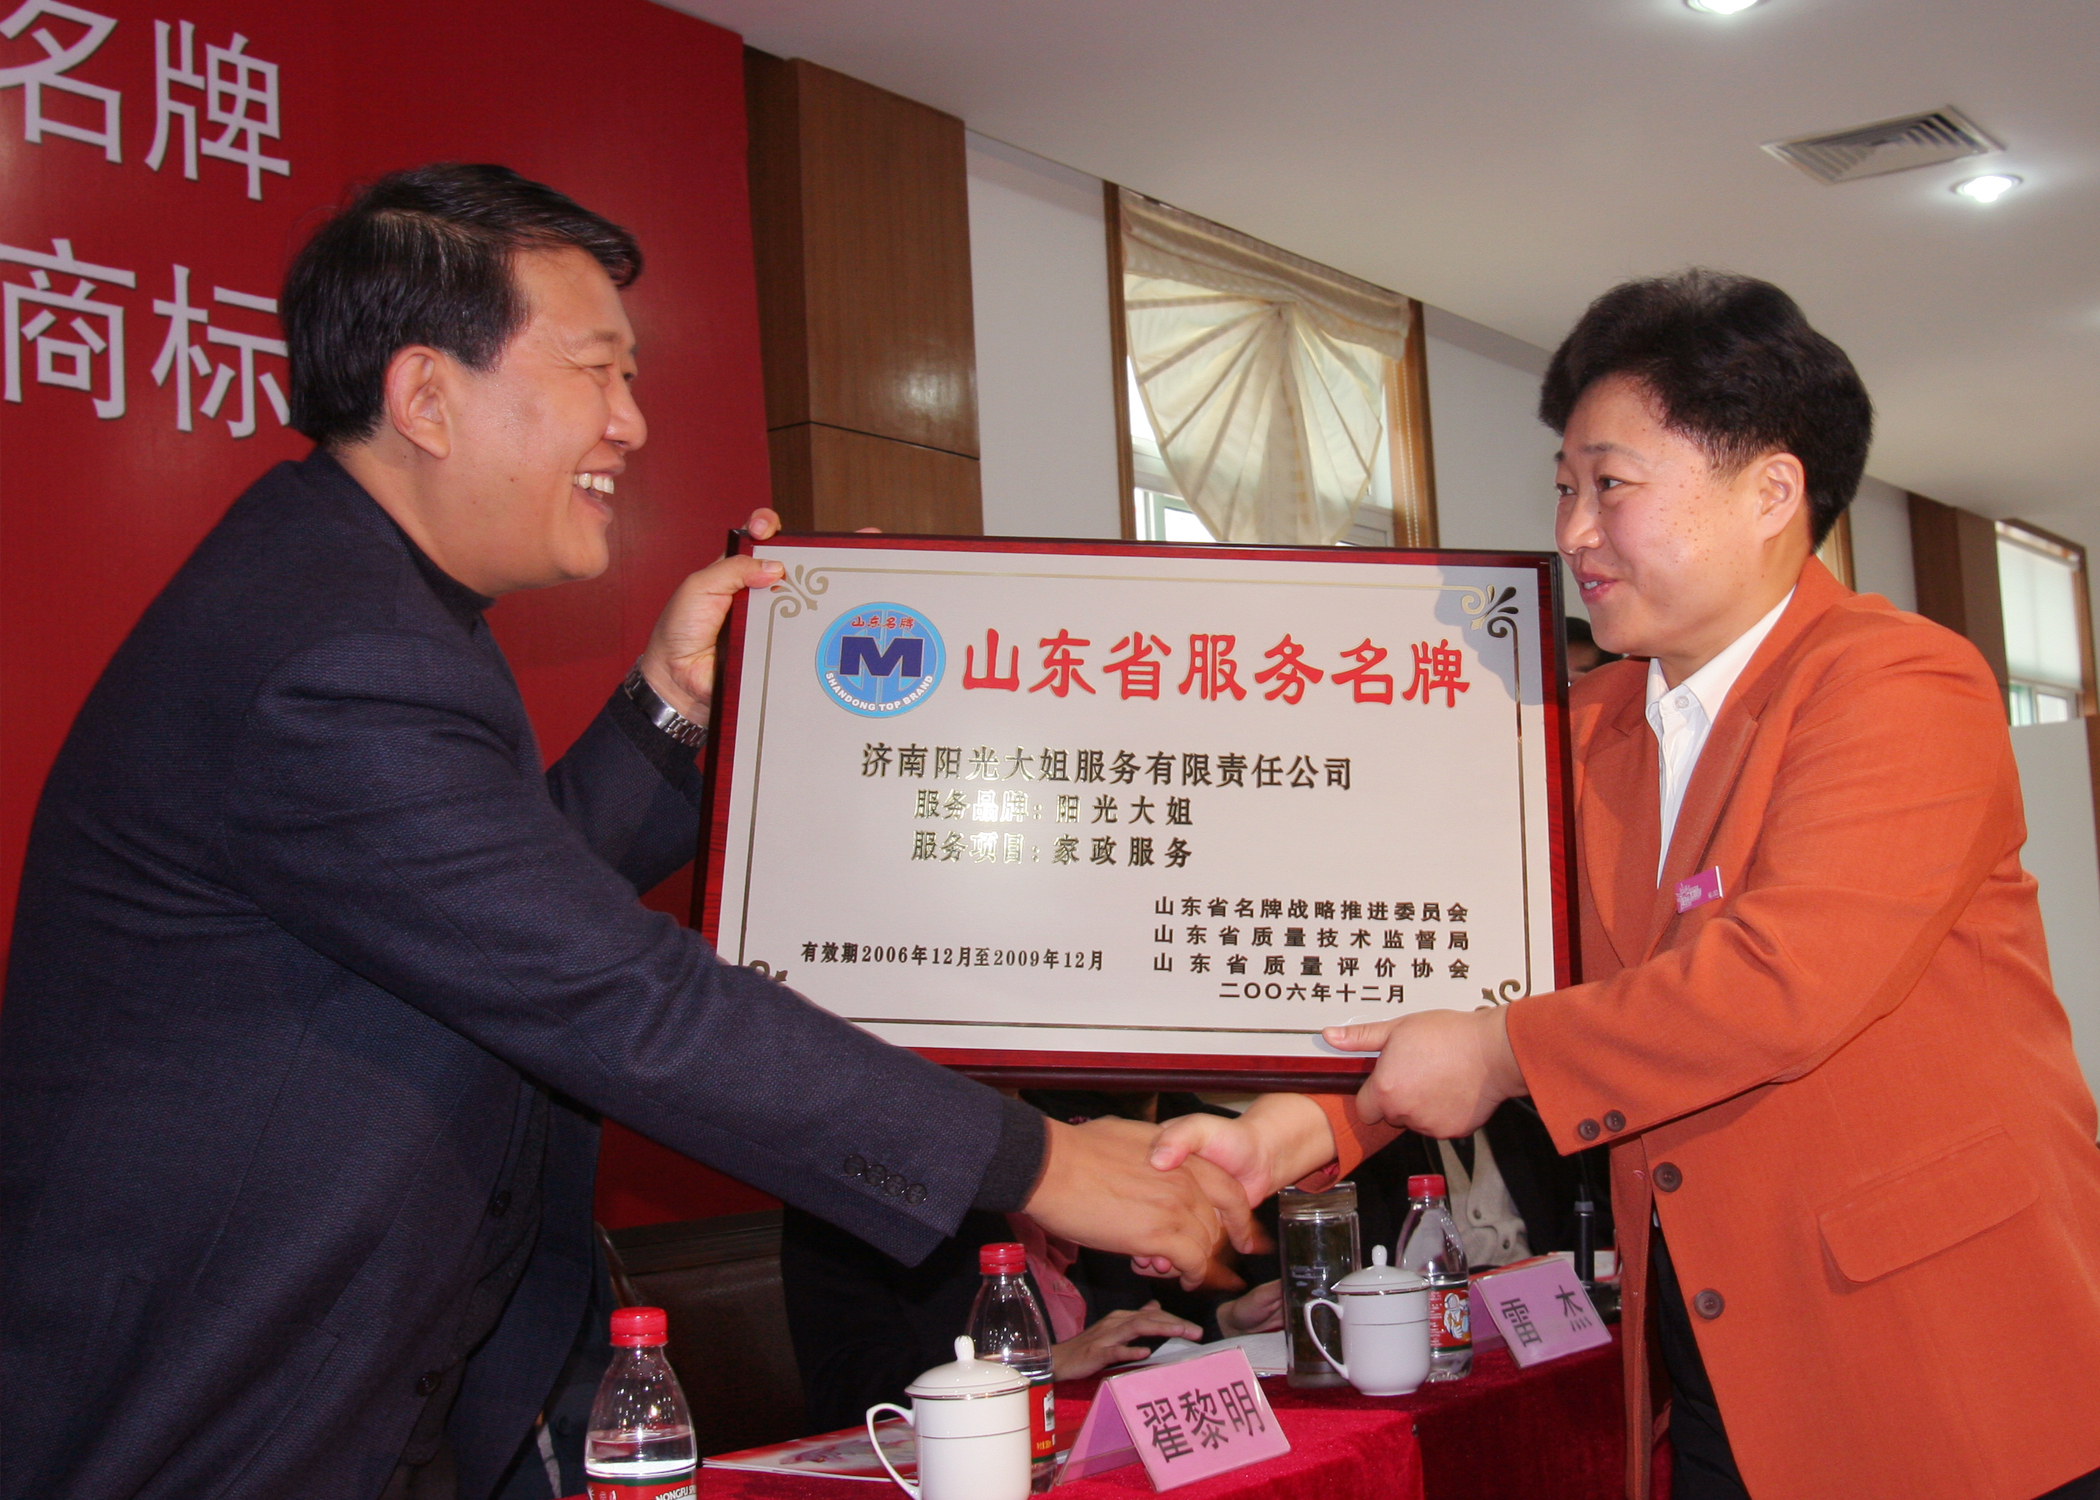 名牌
商标
山东名牌
M
SHANDONG TOP BRAND
山东省服务名牌
济南阳光大姐服务有限责任公司
服务品牌：阳光大姐
服务项目：家政服务
山东省名牌战略推进委员会
山东省质量技术监督局
有效期2006年12月至2009年12月
山东省质量评价协会
二〇〇六年十二月
雷 杰
翟黎明
NONGFU